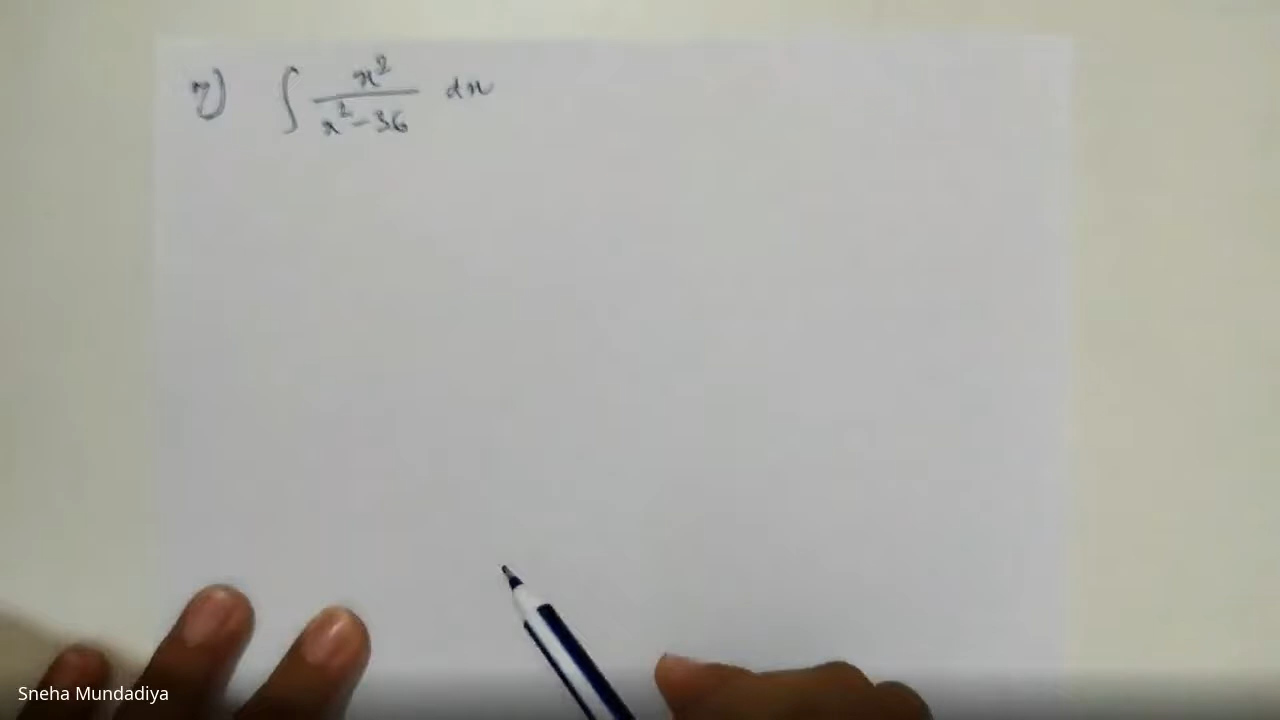 7) ∫ x²/(x²-36) dx
Sneha Mundadiya